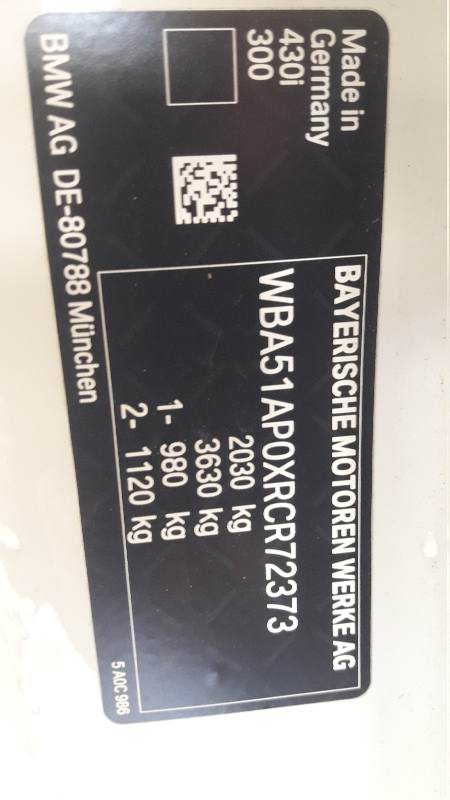 Made in
Germany
430i
300
BMW AG DE-80788 München
BAYERISCHE MOTOREN WERKE AG
WBA51AP0XRCR72373
2030 kg
3630 kg
1- 980 kg
2- 1120 kg
5 A0C 986